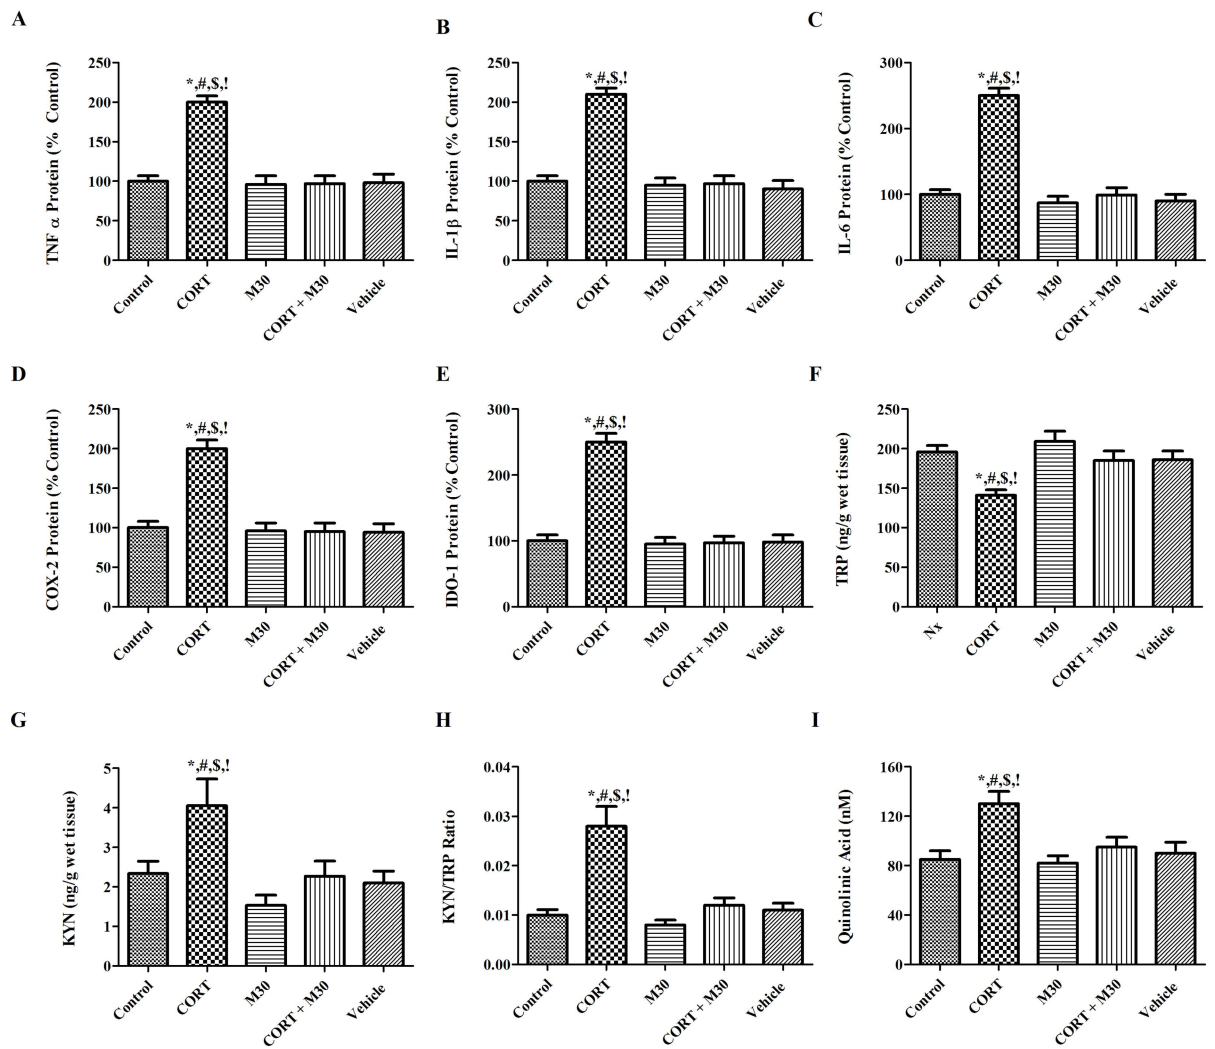 A
TNF α Protein (% Control)
250
200
150
100
50
0
*,#,$,!
Control
CORT
M30
CORT + M30
Vehicle
B
IL-1β Protein (% Control)
250
200
150
100
50
0
*,#,$,!
Control
CORT
M30
CORT + M30
Vehicle
C
IL-6 Protein (% Control)
300
200
100
0
*,#,$,!
Control
CORT
M30
CORT + M30
Vehicle
D
COX-2 Protein (% Control)
250
200
150
100
50
0
*,#,$,!
Control
CORT
M30
CORT + M30
Vehicle
E
IDO-1 Protein (% Control)
300
200
100
0
*,#,$,!
Control
CORT
M30
CORT + M30
Vehicle
F
TRP (ng/g wet tissue)
250
200
150
100
50
0
*,#,$,!
Nx
CORT
M30
CORT + M30
Vehicle
G
KYN (ng/g wet tissue)
5
4
3
2
1
0
*,#,$,!
Control
CORT
M30
CORT + M30
Vehicle
H
KYN/TRP Ratio
0.04
0.03
0.02
0.01
0.00
*,#,$,!
Control
CORT
M30
CORT + M30
Vehicle
I
Quinolinic Acid (nM)
160
120
80
40
0
*,#,$,!
Control
CORT
M30
CORT + M30
Vehicle